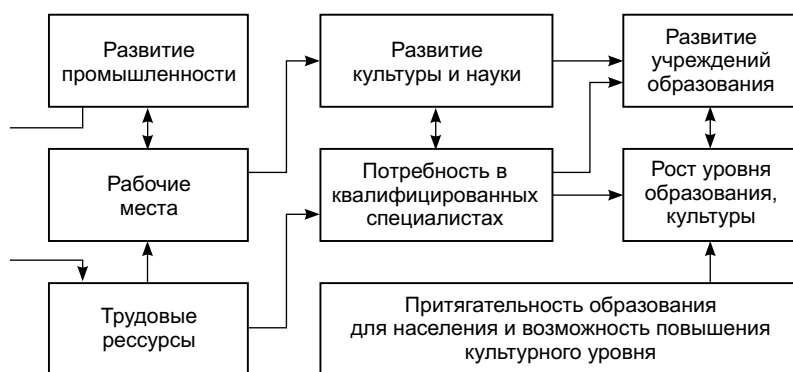 Развитие
промышленности
Развитие
культуры и науки
Развитие
учреждений
образования
Рабочие
места
Потребность в
квалифицированных
специалистах
Рост уровня
образования,
культуры
Трудовые
рессурсы
Притягательность образования
для населения и возможность повышения
культурного уровня